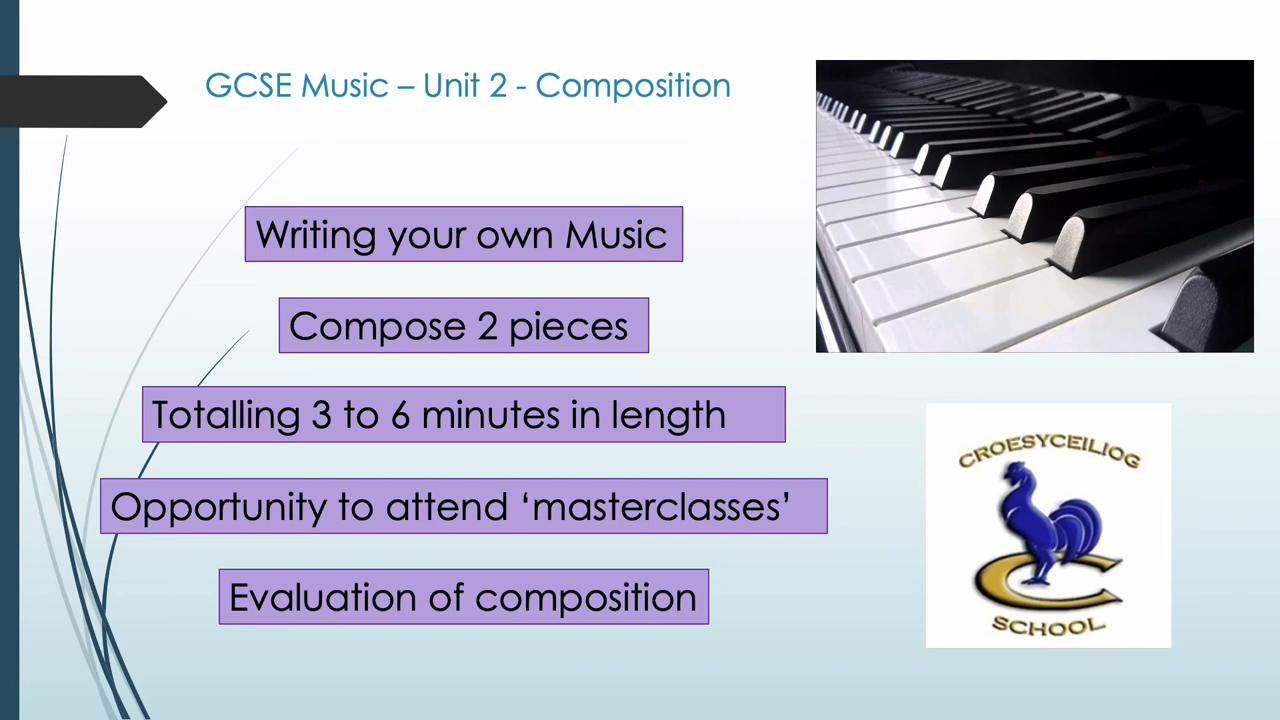 GCSE Music – Unit 2 - Composition
Writing your own Music
Compose 2 pieces
Totalling 3 to 6 minutes in length
Opportunity to attend ‘masterclasses’
Evaluation of composition
CROESYCEILIOG
SCHOOL